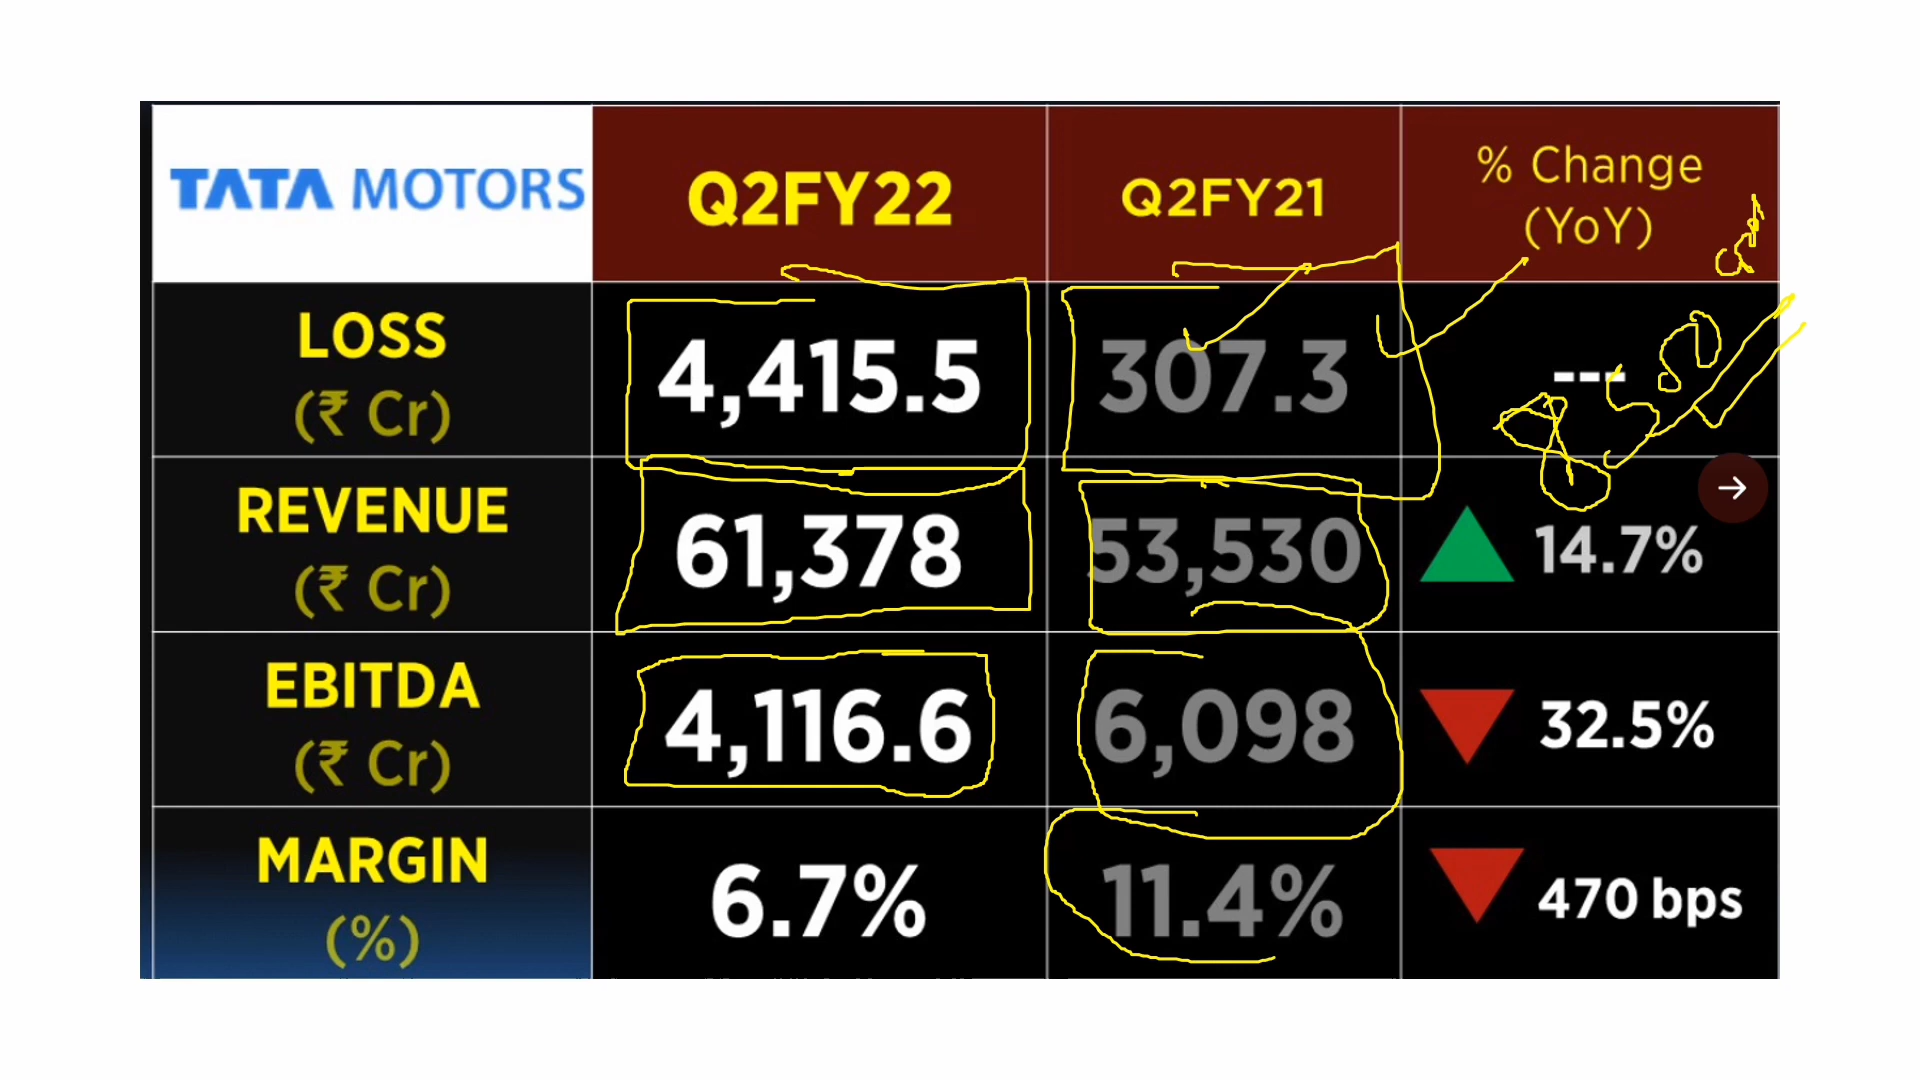 TATA MOTORS Q2FY22 Q2FY21 % Change (YoY)
LOSS (₹ Cr) 4,415.5 307.3 ---
REVENUE (₹ Cr) 61,378 53,530 14.7%
EBITDA (₹ Cr) 4,116.6 6,098 32.5%
MARGIN (%) 6.7% 11.4% 470 bps